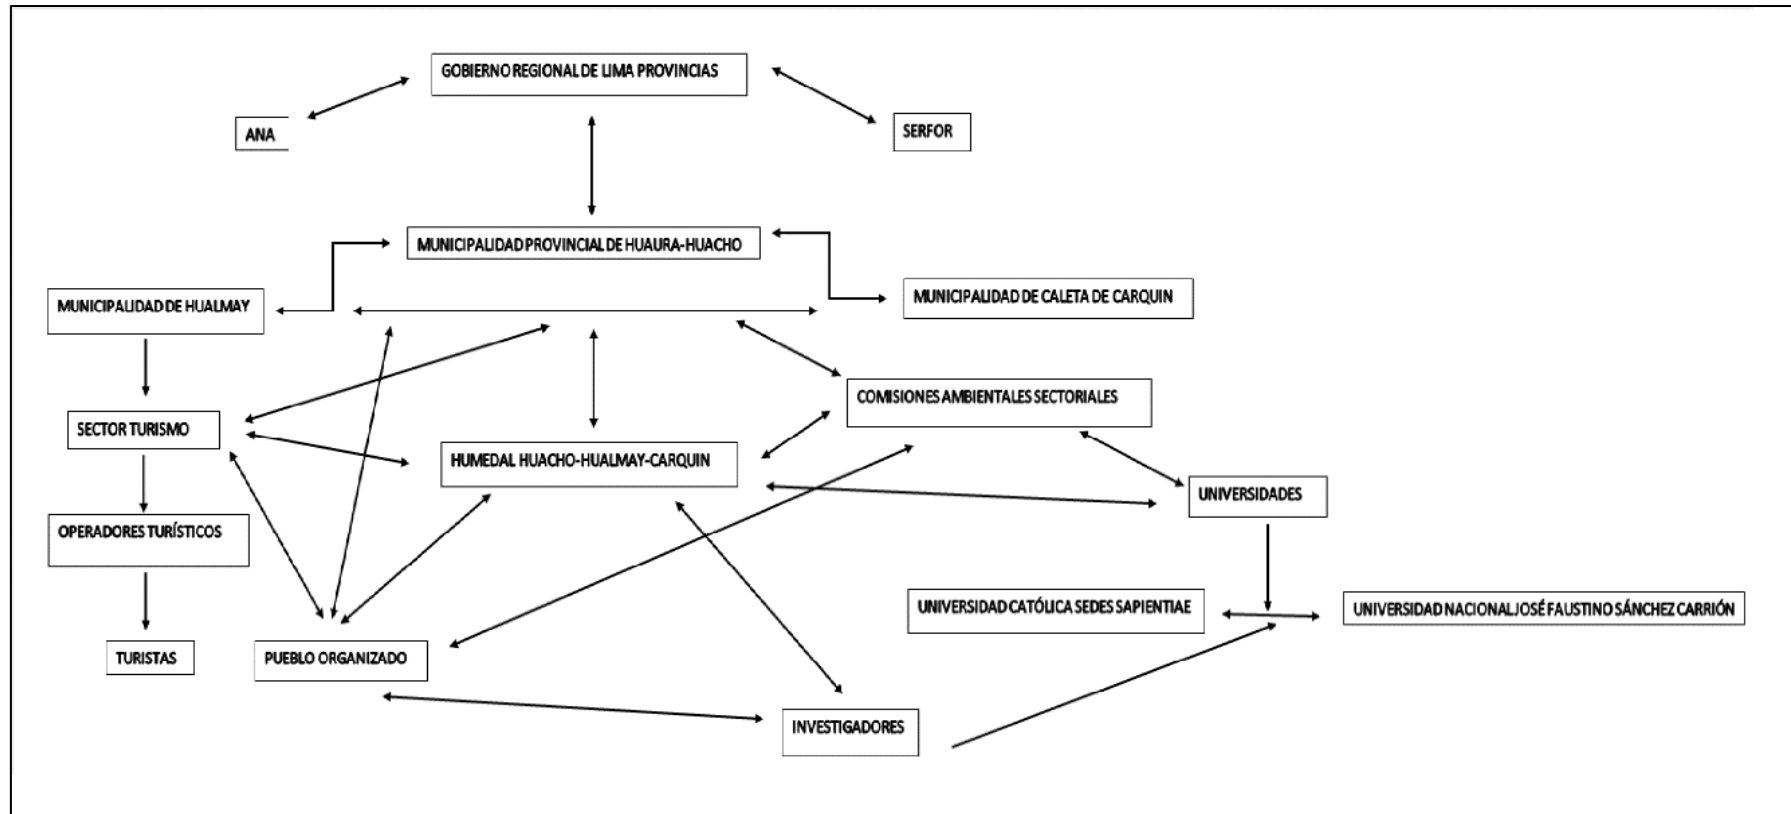 GOBIERNO REGIONAL DE LIMA PROVINCIAS
ANA
SERFOR
MUNICIPALIDAD PROVINCIAL DE HUAURA-HUACHO
MUNICIPALIDAD DE HUALMAY
MUNICIPALIDAD DE CALETA DE CARQUIN
COMISIONES AMBIENTALES SECTORIALES
SECTOR TURISMO
HUMEDAL HUACHO-HUALMAY-CARQUIN
UNIVERSIDADES
OPERADORES TURÍSTICOS
UNIVERSIDAD CATÓLICA SEDES SAPIENTIAE
UNIVERSIDAD NACIONAL JOSÉ FAUSTINO SÁNCHEZ CARRIÓN
TURISTAS
PUEBLO ORGANIZADO
INVESTIGADORES